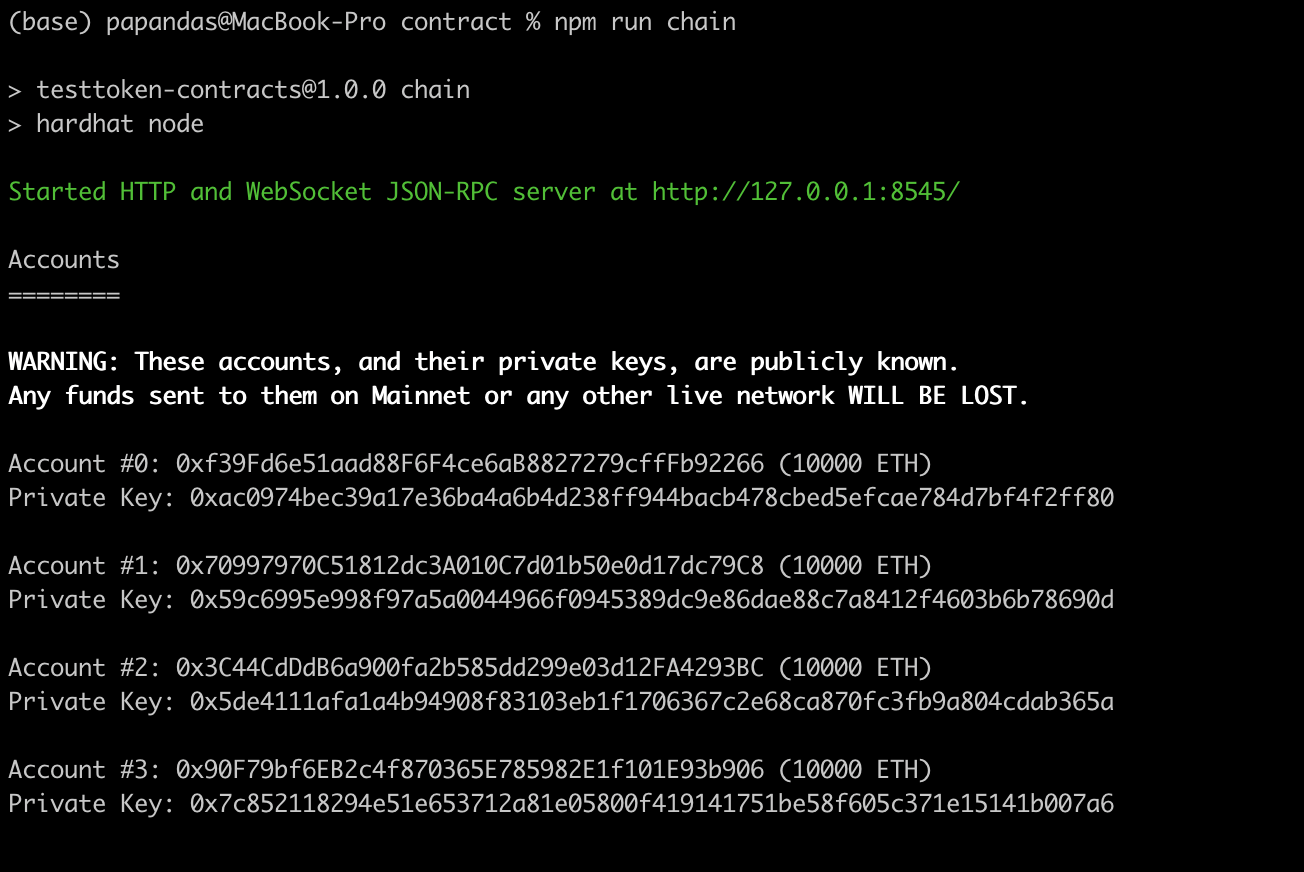 (base) papandas@MacBook-Pro contract % npm run chain
> testtoken-contracts@1.0.0 chain
> hardhat node
Started HTTP and WebSocket JSON-RPC server at http://127.0.0.1:8545/
Accounts
========
WARNING: These accounts, and their private keys, are publicly known.
Any funds sent to them on Mainnet or any other live network WILL BE LOST.
Account #0: 0xf39Fd6e51aad88F6F4ce6aB8827279cffFb92266 (10000 ETH)
Private Key: 0xac0974bec39a17e36ba4a6b4d238ff944bacb478cbed5efcae784d7bf4f2ff80
Account #1: 0x70997970C51812dc3A010C7d01b50e0d17dc79C8 (10000 ETH)
Private Key: 0x59c6995e998f97a5a0044966f0945389dc9e86dae88c7a8412f4603b6b78690d
Account #2: 0x3C44CdDdB6a900fa2b585dd299e03d12FA4293BC (10000 ETH)
Private Key: 0x5de4111afa1a4b94908f83103eb1f1706367c2e68ca870fc3fb9a804cdab365a
Account #3: 0x90F79bf6EB2c4f870365E785982E1f101E93b906 (10000 ETH)
Private Key: 0x7c852118294e51e653712a81e05800f419141751be58f605c371e15141b007a6